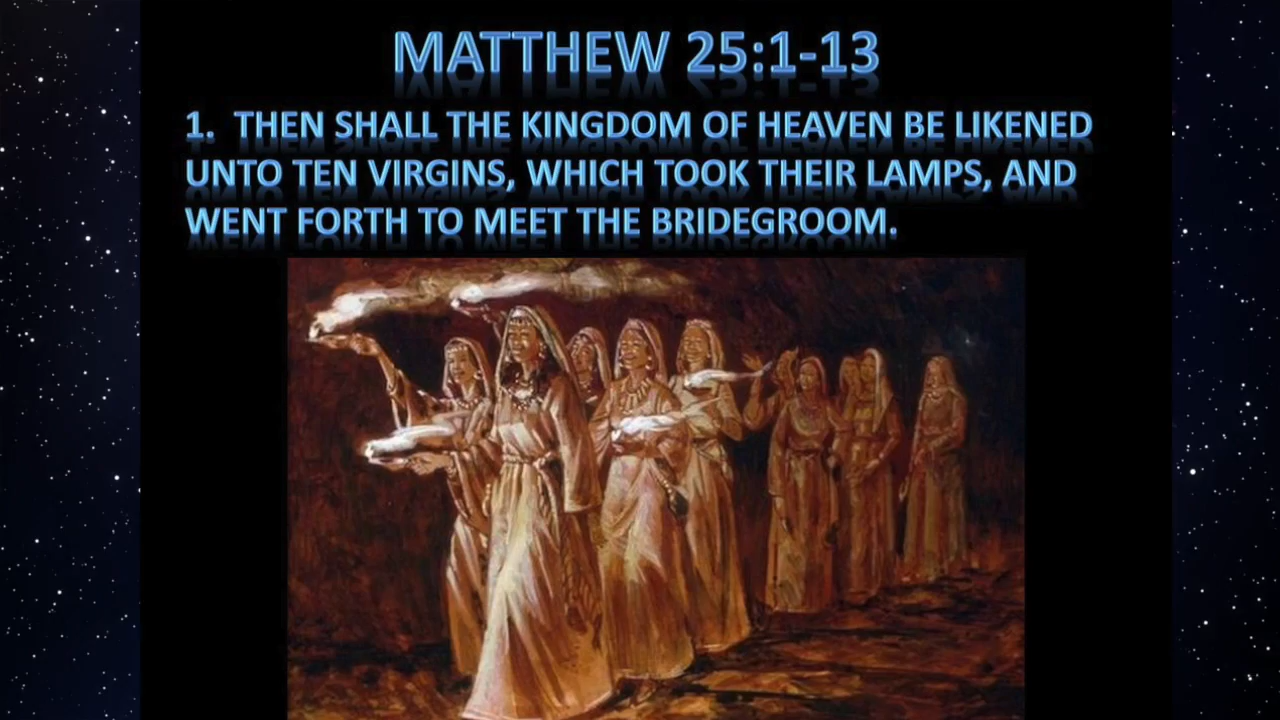 MATTHEW 25:1-13
1. THEN SHALL THE KINGDOM OF HEAVEN BE LIKENED
UNTO TEN VIRGINS, WHICH TOOK THEIR LAMPS, AND
WENT FORTH TO MEET THE BRIDEGROOM.